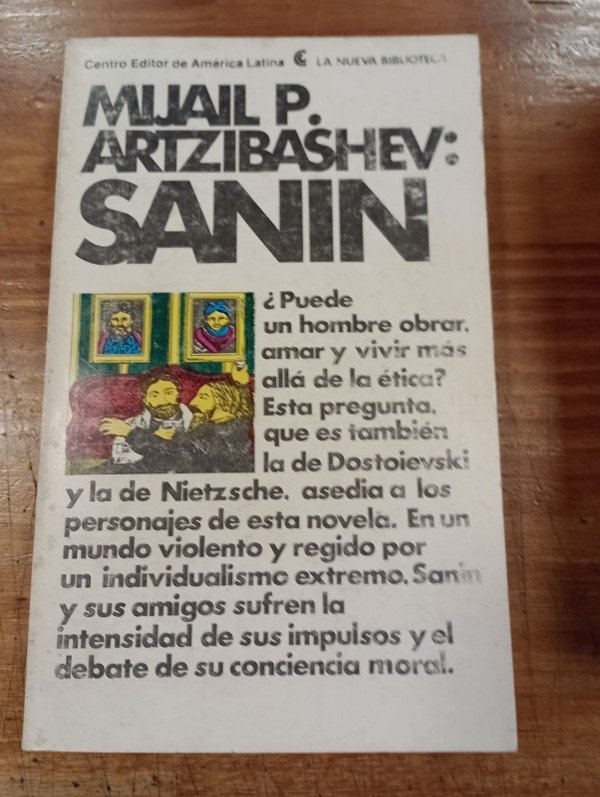 Centro Editor de América Latina LA NUEVA BIBLIOTECA
MIJAIL P.
ARTZIBASHEV:
SANIN
¿Puede
un hombre obrar,
amar y vivir más
allá de la ética?
Esta pregunta,
que es también
la de Dostoievski
y la de Nietzsche, asedia a los
personajes de esta novela. En un
mundo violento y regido por
un individualismo extremo, Sanin
y sus amigos sufren la
intensidad de sus impulsos y el
debate de su conciencia moral.